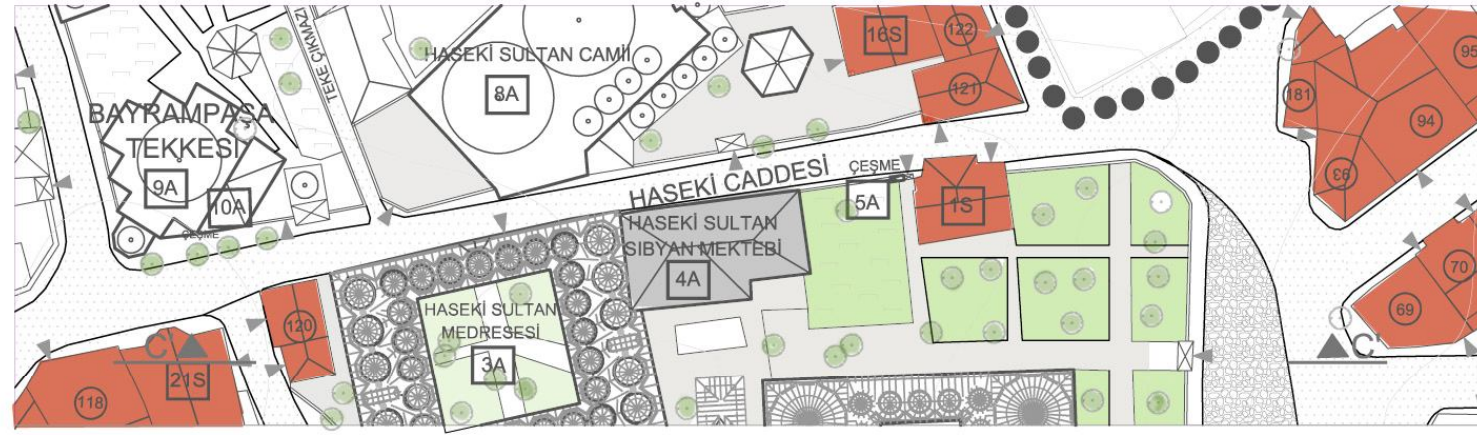 HASEKİ SULTAN CAMİİ
8A
TEKE ÇIKMAZI
16S
122
121
181
95
94
93
BAYRAMPAŞA
TEKKESİ
9A
10A
ÇEŞME
HASEKİ CADDESİ
ÇEŞME
5A
1S
HASEKİ SULTAN
SIBYAN MEKTEBİ
4A
HASEKİ SULTAN
MEDRESESİ
3A
120
C'
21S
118
70
69
C'